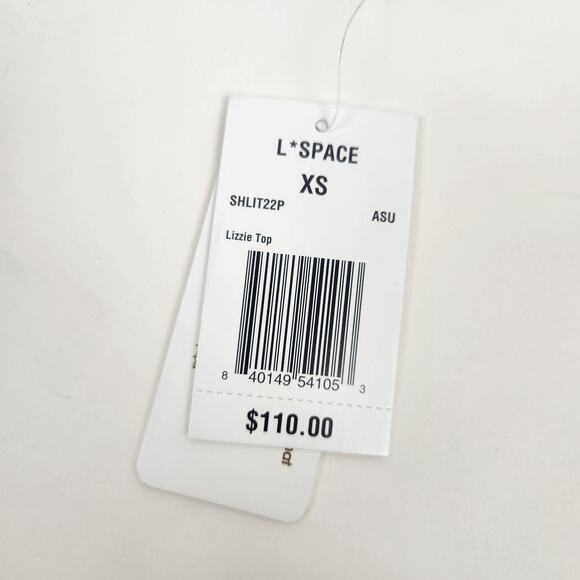 L*SPACE
XS
SHLIT22P
ASU
Lizzie Top
8 40149 54105 3
$110.00